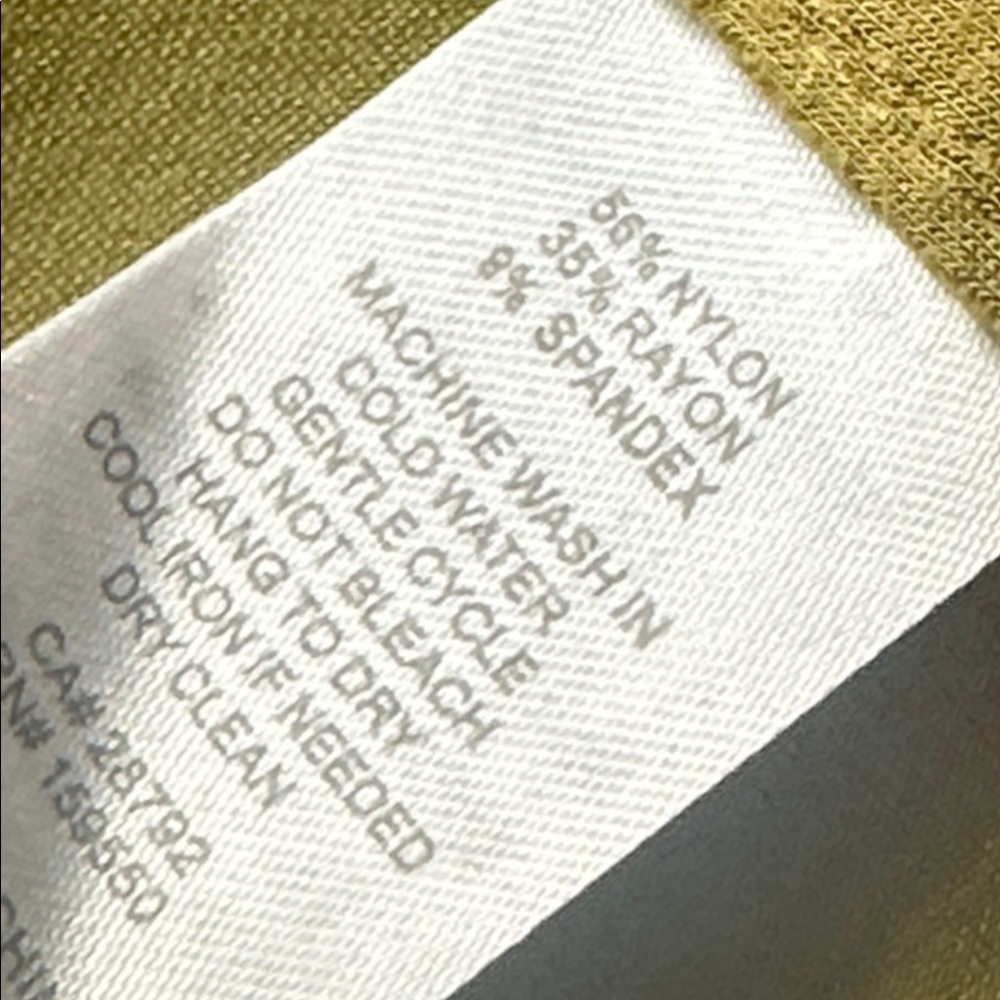 56% NYLON
35% RAYON
9% SPANDEX
MACHINE WASH IN
COLD WATER
GENTLE CYCLE
DO NOT BLEACH
HANG TO DRY
COOL IRON IF NEEDED
DRY CLEAN
CA# 28792
RN# 159550